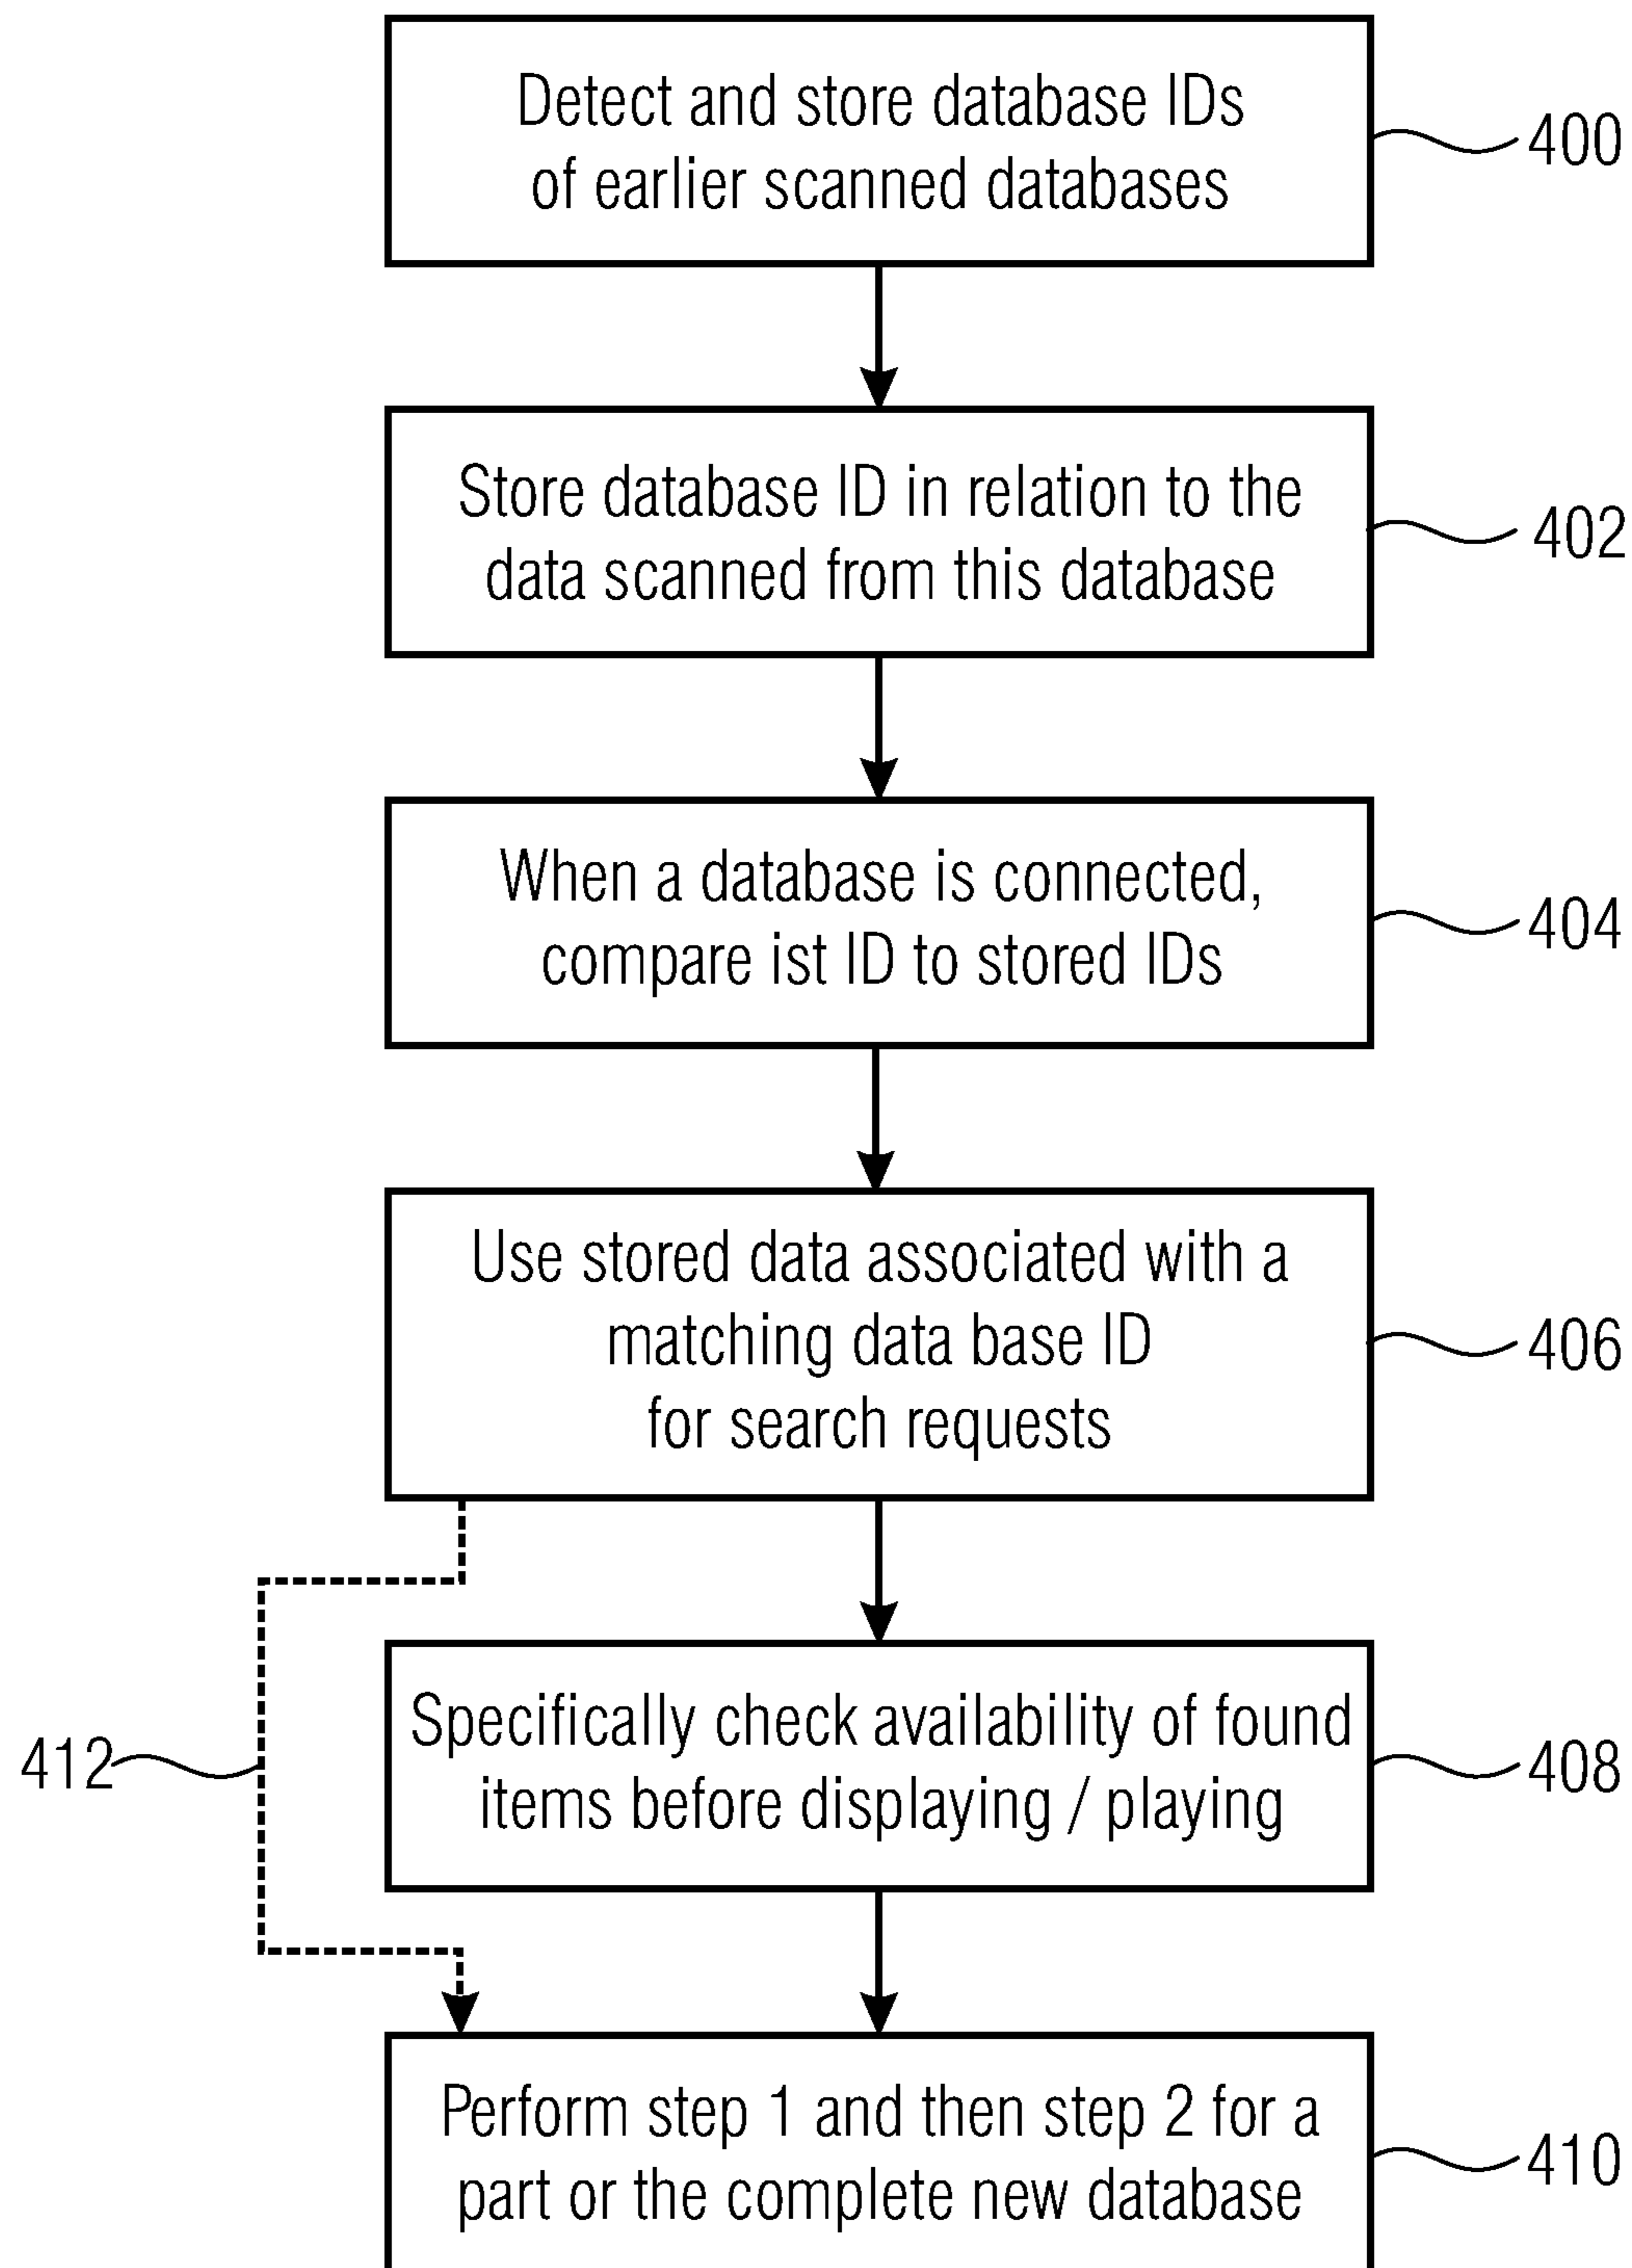 Detect and store database IDs
of earlier scanned databases
400
Store database ID in relation to the
data scanned from this database
402
When a database is connected,
compare ist ID to stored IDs
404
Use stored data associated with a
matching data base ID
for search requests
406
Specifically check availability of found
items before displaying / playing
408
412
Perform step 1 and then step 2 for a
part or the complete new database
410